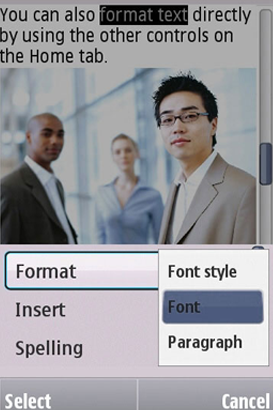 You can also format text directly
by using the other controls on
the Home tab.
Format
Insert
Spelling
Font style
Font
Paragraph
Select
Cancel